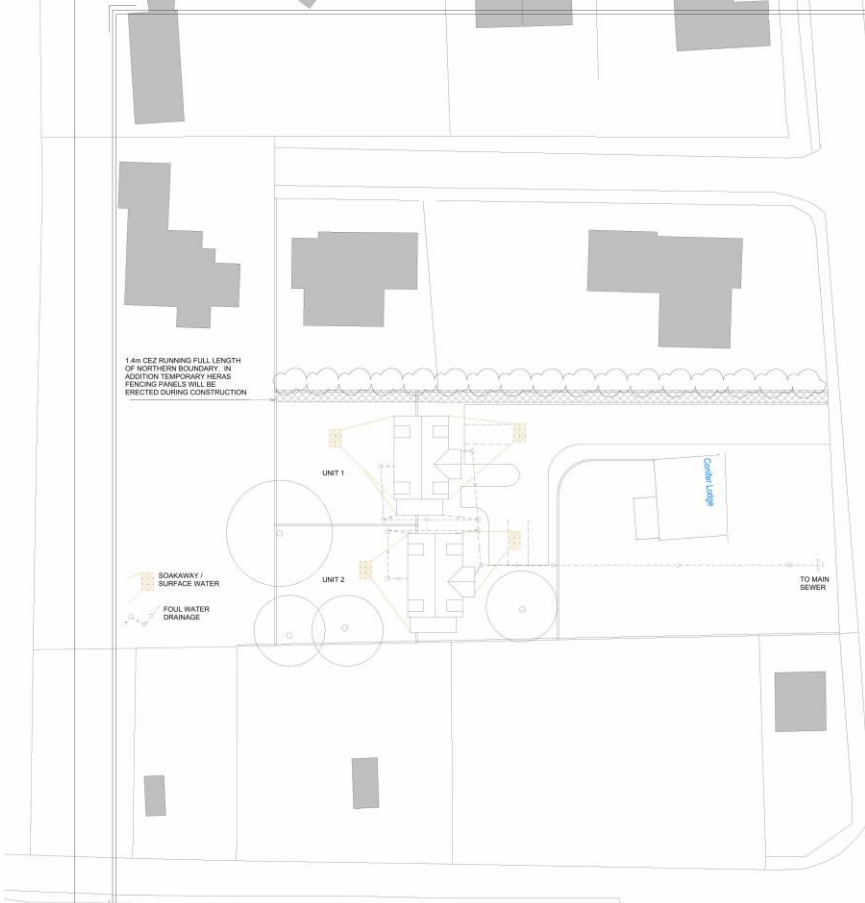 1.4m CEZ RUNNING FULL LENGTH
OF NORTHERN BOUNDARY. IN
ADDITION TEMPORARY HERAS
FENCING PANELS WILL BE
ERECTED DURING CONSTRUCTION
UNIT 1
Conifer Lodge
UNIT 2
SOAKAWAY /
SURFACE WATER
FOUL WATER
DRAINAGE
TO MAIN
SEWER